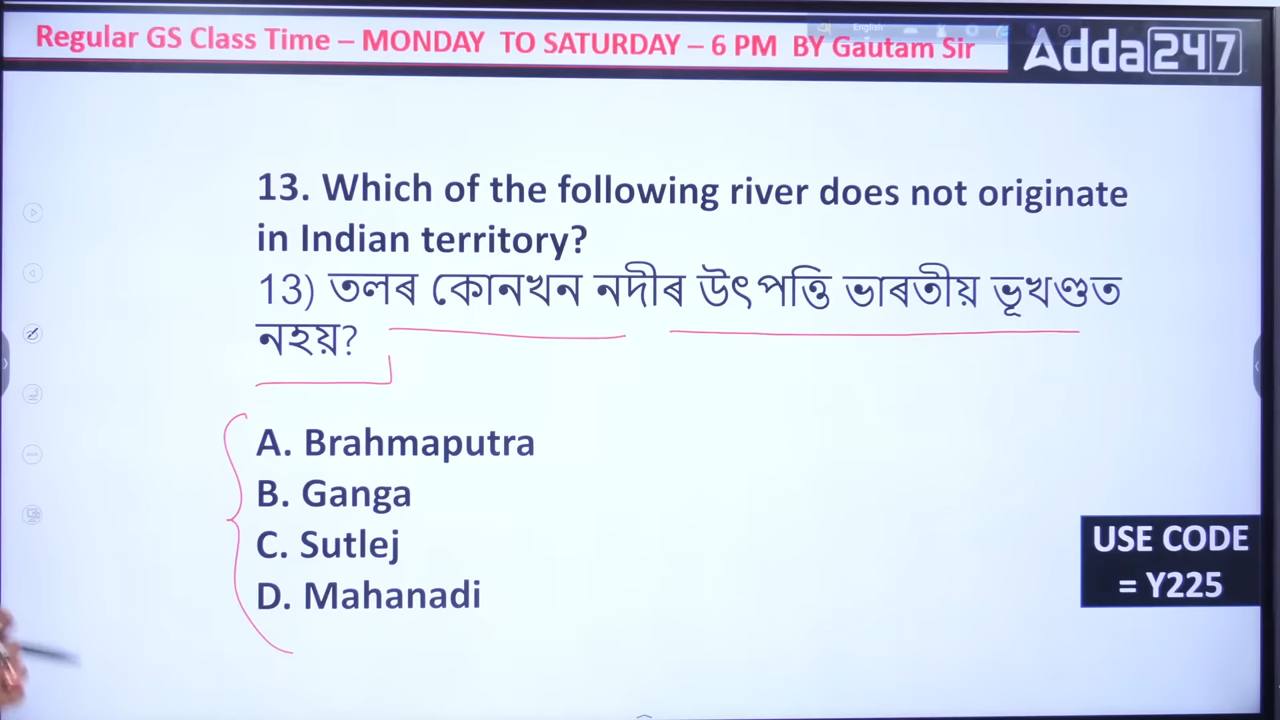 Regular GS Class Time – MONDAY TO SATURDAY – 6 PM BY Gautam Sir
English
Adda247
13. Which of the following river does not originate
in Indian territory?
13) তলৰ কোনখন নদীৰ উৎপত্তি ভাৰতীয় ভূখণ্ডত
নহয়?
A. Brahmaputra
B. Ganga
C. Sutlej
D. Mahanadi
USE CODE
= Y225